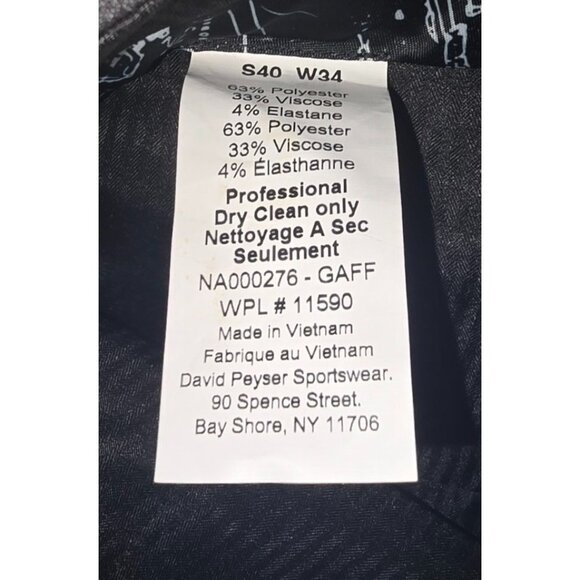 S40 W34
63% Polyester
33% Viscose
4% Elastane
63% Polyester
33% Viscose
4% Élasthanne
Professional
Dry Clean only
Nettoyage A Sec
Seulement
NA000276 - GAFF
WPL # 11590
Made in Vietnam
Fabrique au Vietnam
David Peyser Sportswear.
90 Spence Street.
Bay Shore, NY 11706